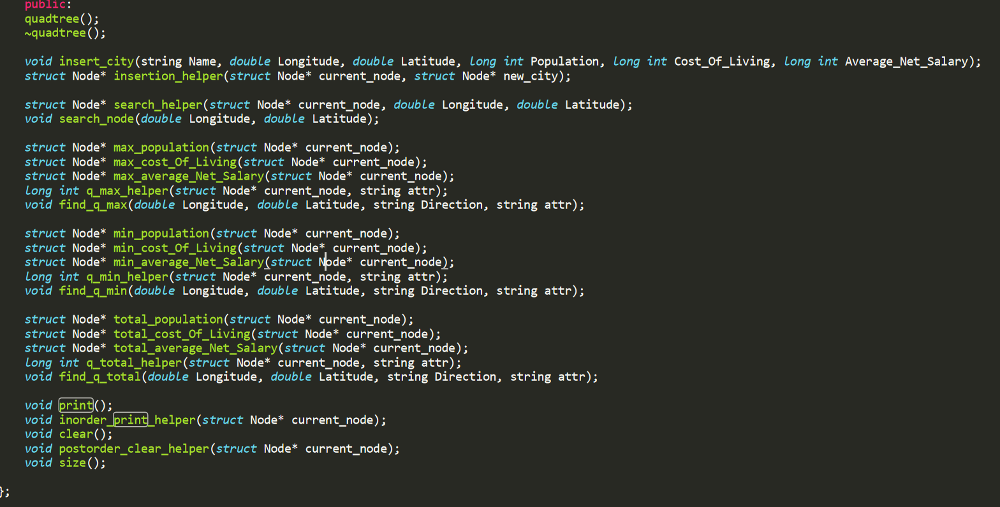 public:
quadtree();
~quadtree();
void insert_city(string Name, double Longitude, double Latitude, long int Population, long int Cost_Of_Living, long int Average_Net_Salary);
struct Node* insertion_helper(struct Node* current_node, struct Node* new_city);
struct Node* search_helper(struct Node* current_node, double Longitude, double Latitude);
void search_node(double Longitude, double Latitude);
struct Node* max_population(struct Node* current_node);
struct Node* max_cost_Of_Living(struct Node* current_node);
struct Node* max_average_Net_Salary(struct Node* current_node);
long int q_max_helper(struct Node* current_node, string attr);
void find_q_max(double Longitude, double Latitude, string Direction, string attr);
struct Node* min_population(struct Node* current_node);
struct Node* min_cost_Of_Living(struct Node* current_node);
struct Node* min_average_Net_Salary(struct Node* current_node);
long int q_min_helper(struct Node* current_node, string attr);
void find_q_min(double Longitude, double Latitude, string Direction, string attr);
struct Node* total_population(struct Node* current_node);
struct Node* total_cost_Of_Living(struct Node* current_node);
struct Node* total_average_Net_Salary(struct Node* current_node);
long int q_total_helper(struct Node* current_node, string attr);
void find_q_total(double Longitude, double Latitude, string Direction, string attr);
void print();
void inorder_print_helper(struct Node* current_node);
void clear();
void postorder_clear_helper(struct Node* current_node);
void size();
};